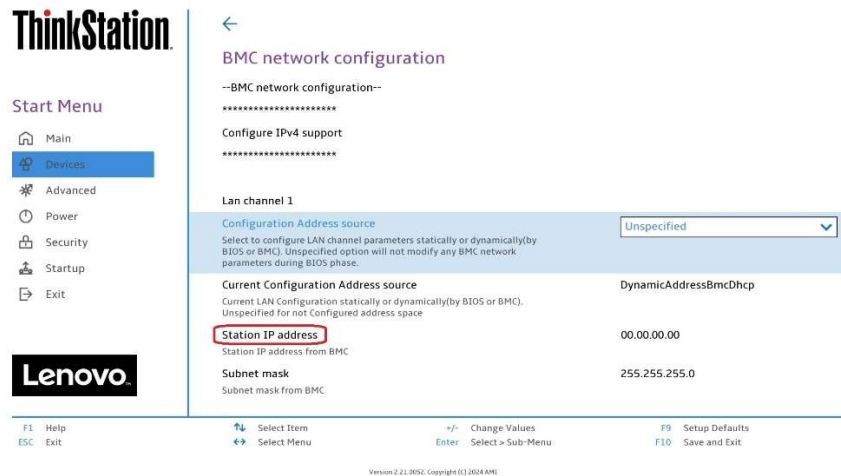 ThinkStation
BMC network configuration
--BMC network configuration--
**********************
Configure IPv4 support
**********************
Start Menu
Main
Devices
Advanced
Power
Security
Startup
Exit
Lan channel 1
Configuration Address source
Unspecified
Select to configure LAN channel parameters statically or dynamically(by
BIOS or BMC). Unspecified option will not modify any BMC network
parameters during BIOS phase.
Current Configuration Address source
DynamicAddressBmcDhcp
Current LAN Configuration statically or dynamically(by BIOS or BMC).
Unspecified for not Configured address space
Station IP address
00.00.00.00
Station IP address from BMC
Subnet mask
255.255.255.0
Subnet mask from BMC
Lenovo.
F1 Help
ESC Exit
Select Item
Select Menu
+/- Change Values
Enter Select > Sub-Menu
F9 Setup Defaults
F10 Save and Exit
Version 2.21.0052. Copyright (C) 2024 AMI